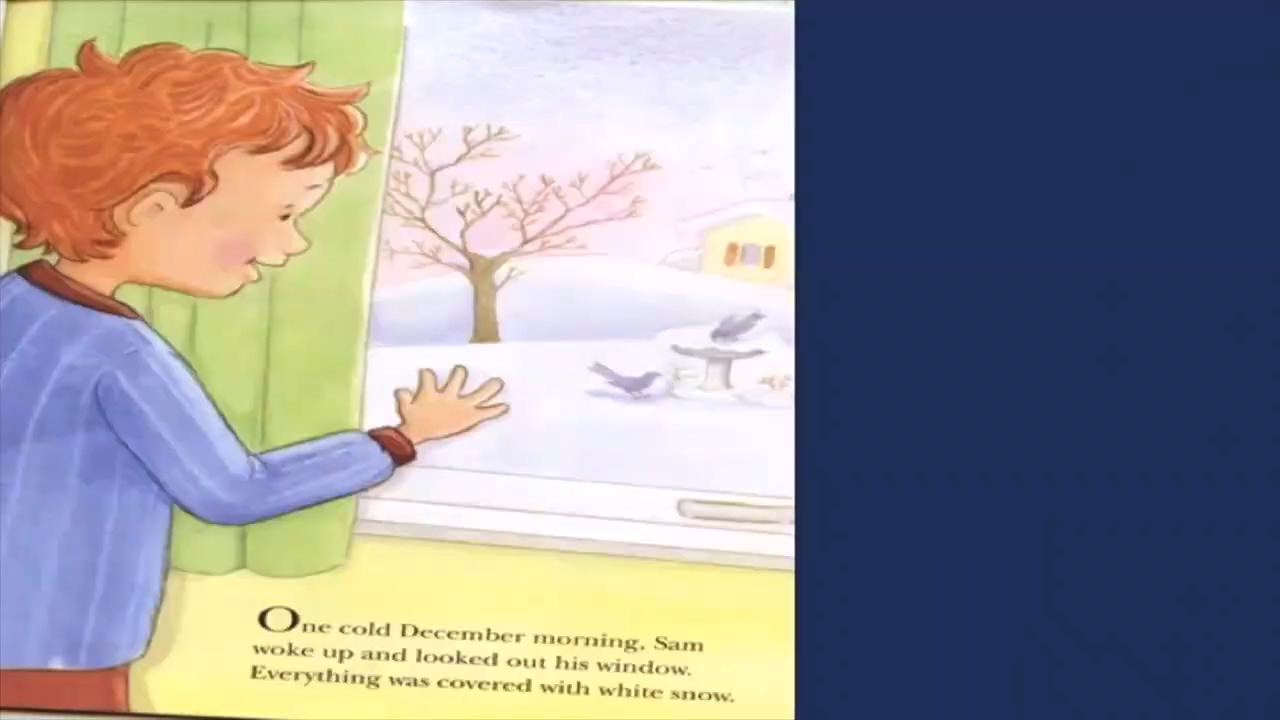 One cold December morning, Sam
woke up and looked out his window.
Everything was covered with white snow.